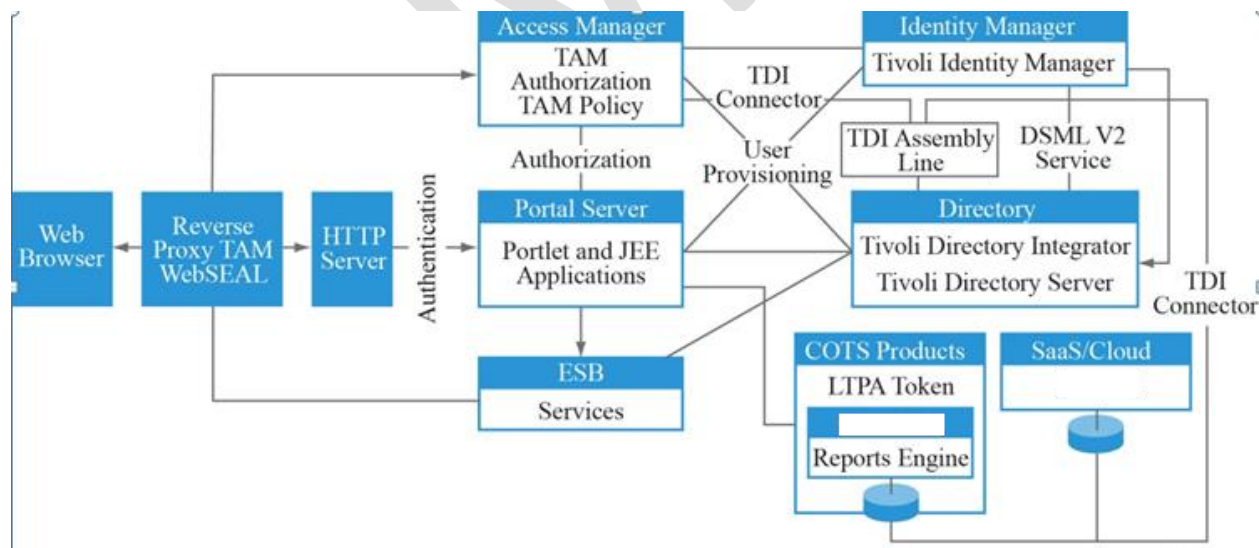 Access Manager
TAM
Authorization
TAM Policy
Identity Manager
Tivoli Identity Manager
TDI
Connector
TDI Assembly
Line
DSML V2
Service
User
Provisioning
Authorization
Web
Browser
Reverse
Proxy TAM
WebSEAL
HTTP
Server
Authentication
Portal Server
Portlet and JEE
Applications
Directory
Tivoli Directory Integrator
Tivoli Directory Server
TDI
Connector
ESB
Services
COTS Products
LTPA Token
Reports Engine
SaaS/Cloud